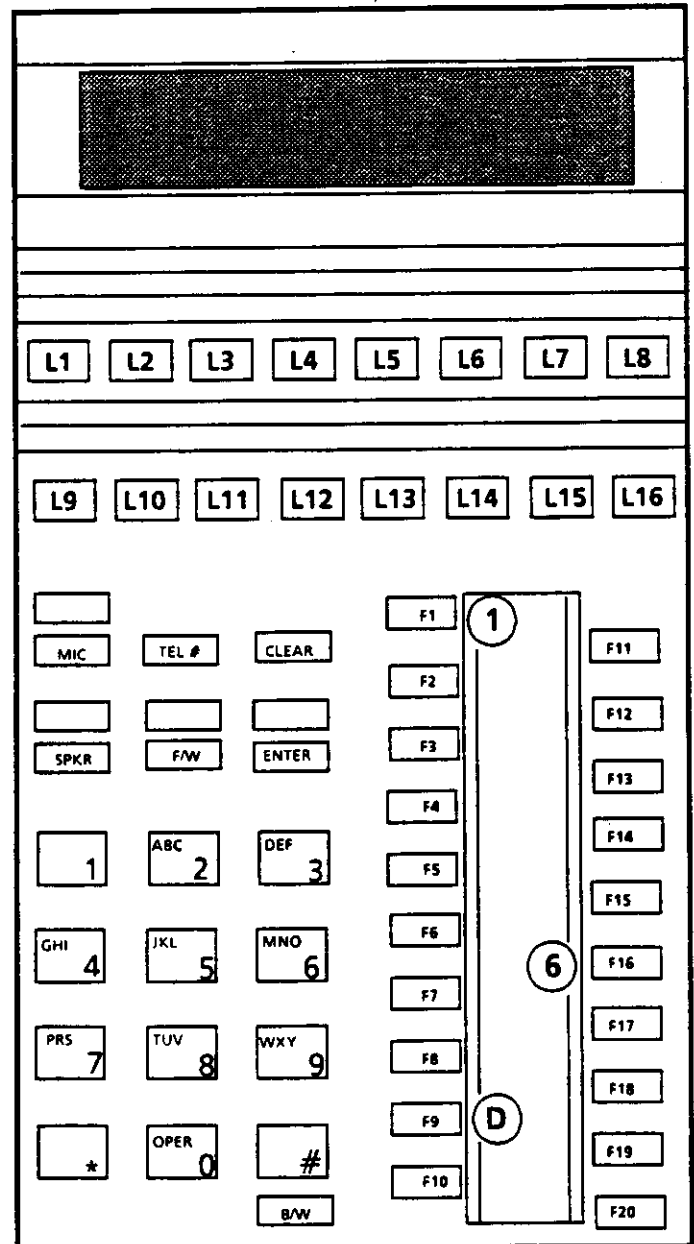 L1 L2 L3 L4 L5 L6 L7 L8
L9 L10 L11 L12 L13 L14 L15 L16
F1 1
MIC TEL # CLEAR F11
F2
F12
SPKR F/W ENTER F3
F13
F4
F14
1 ABC 2 DEF 3 F5
F15
GHI 4 JKL 5 MNO 6 F6
6 F16
F7
F17
PRS 7 TUV 8 WXY 9 F8
F18
F9 D
* OPER 0 # F19
F10
B/W F20